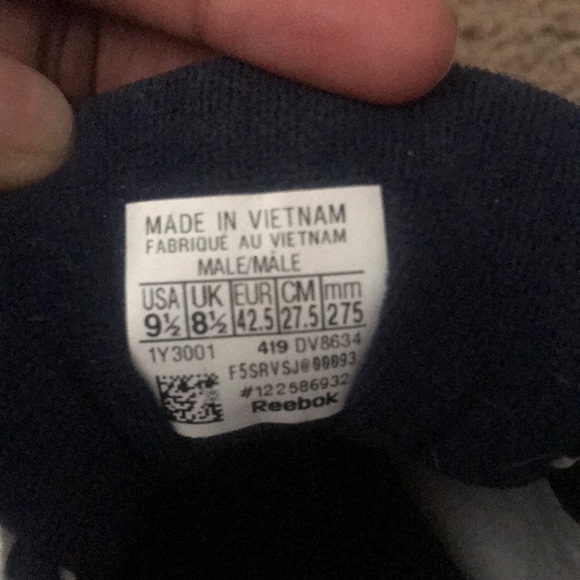 MADE IN VIETNAM
FABRIQUÉ AU VIETNAM
MALE/MÂLE
USA UK EUR CM mm
9½ 8½ 42.5 27.5 275
1Y3001 419 DV8634
F5SRVSJ@00093
#122586932
Reebok